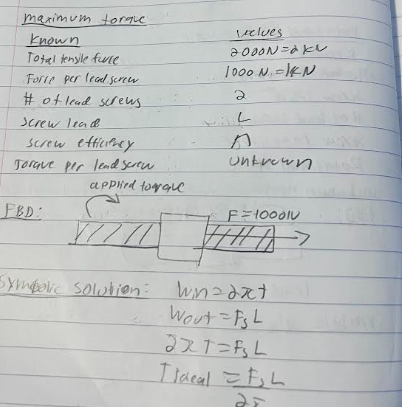 maximum torque
Known values
Total tensile force 2000N=2kN
Force per lead screw 1000N=1kN
# of lead screws 2
Screw lead L
screw efficiency n
Torque per lead screw unknown
applied torque
FBD: F=1000N
symbolic solution: Win=2πT
Wout=FsL
2πT=FsL
Tideal=FsL
2π